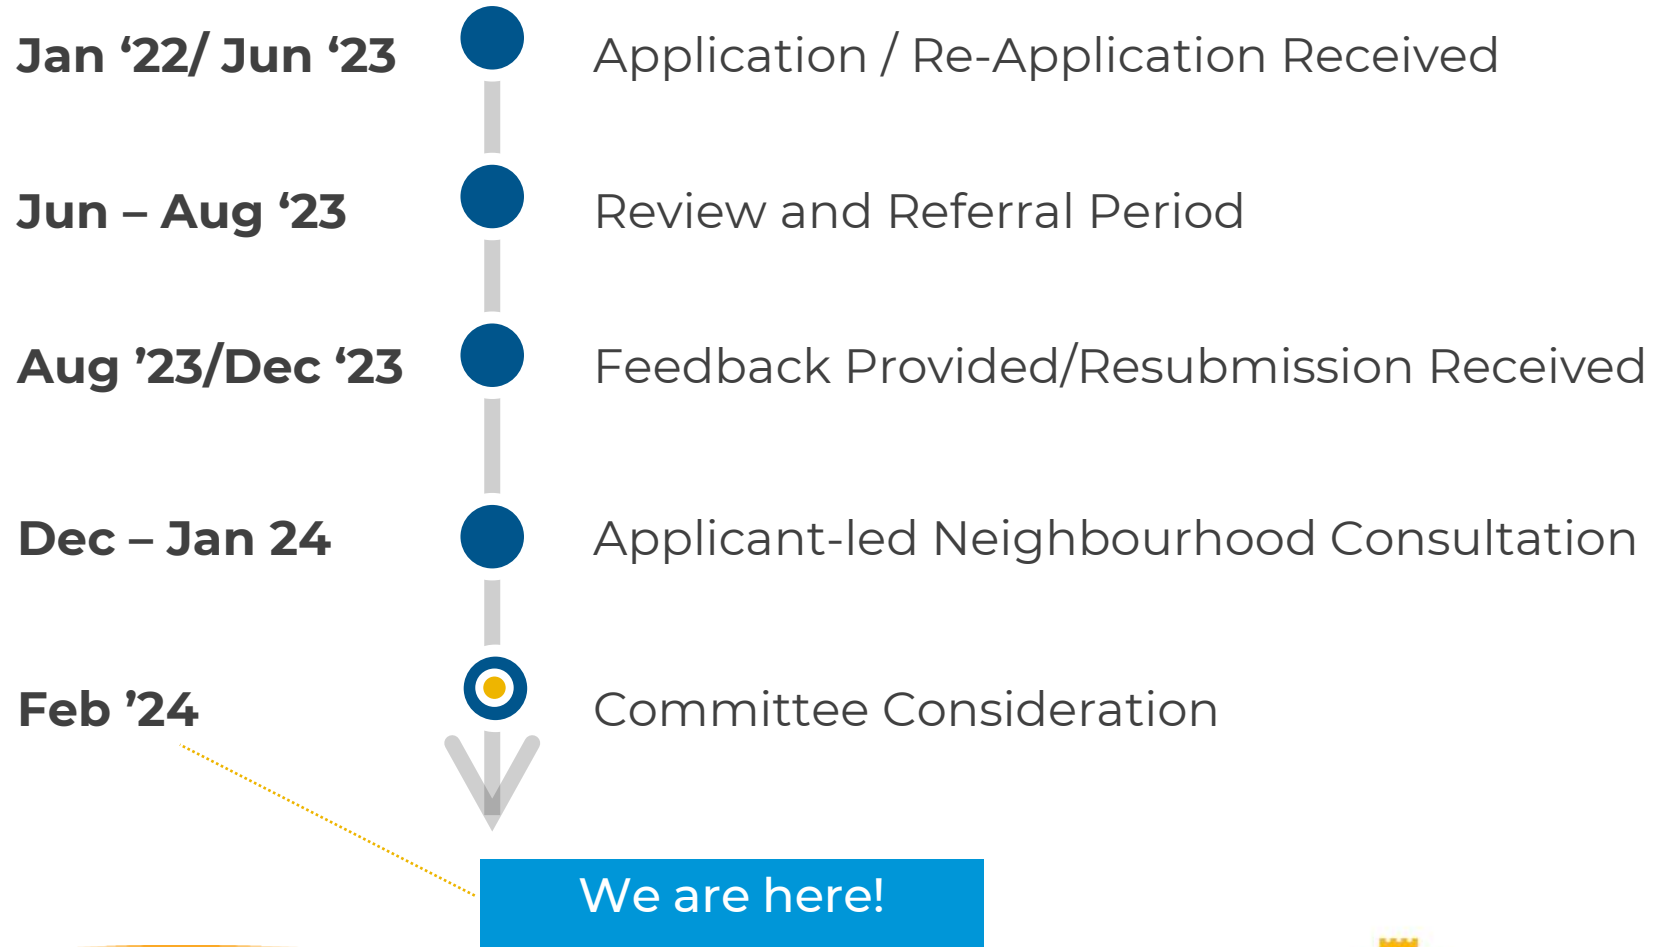 Jan ‘22/ Jun ‘23 Application / Re-Application Received
Jun – Aug ‘23 Review and Referral Period
Aug ’23/Dec ‘23 Feedback Provided/Resubmission Received
Dec – Jan 24 Applicant-led Neighbourhood Consultation
Feb ’24 Committee Consideration
We are here!